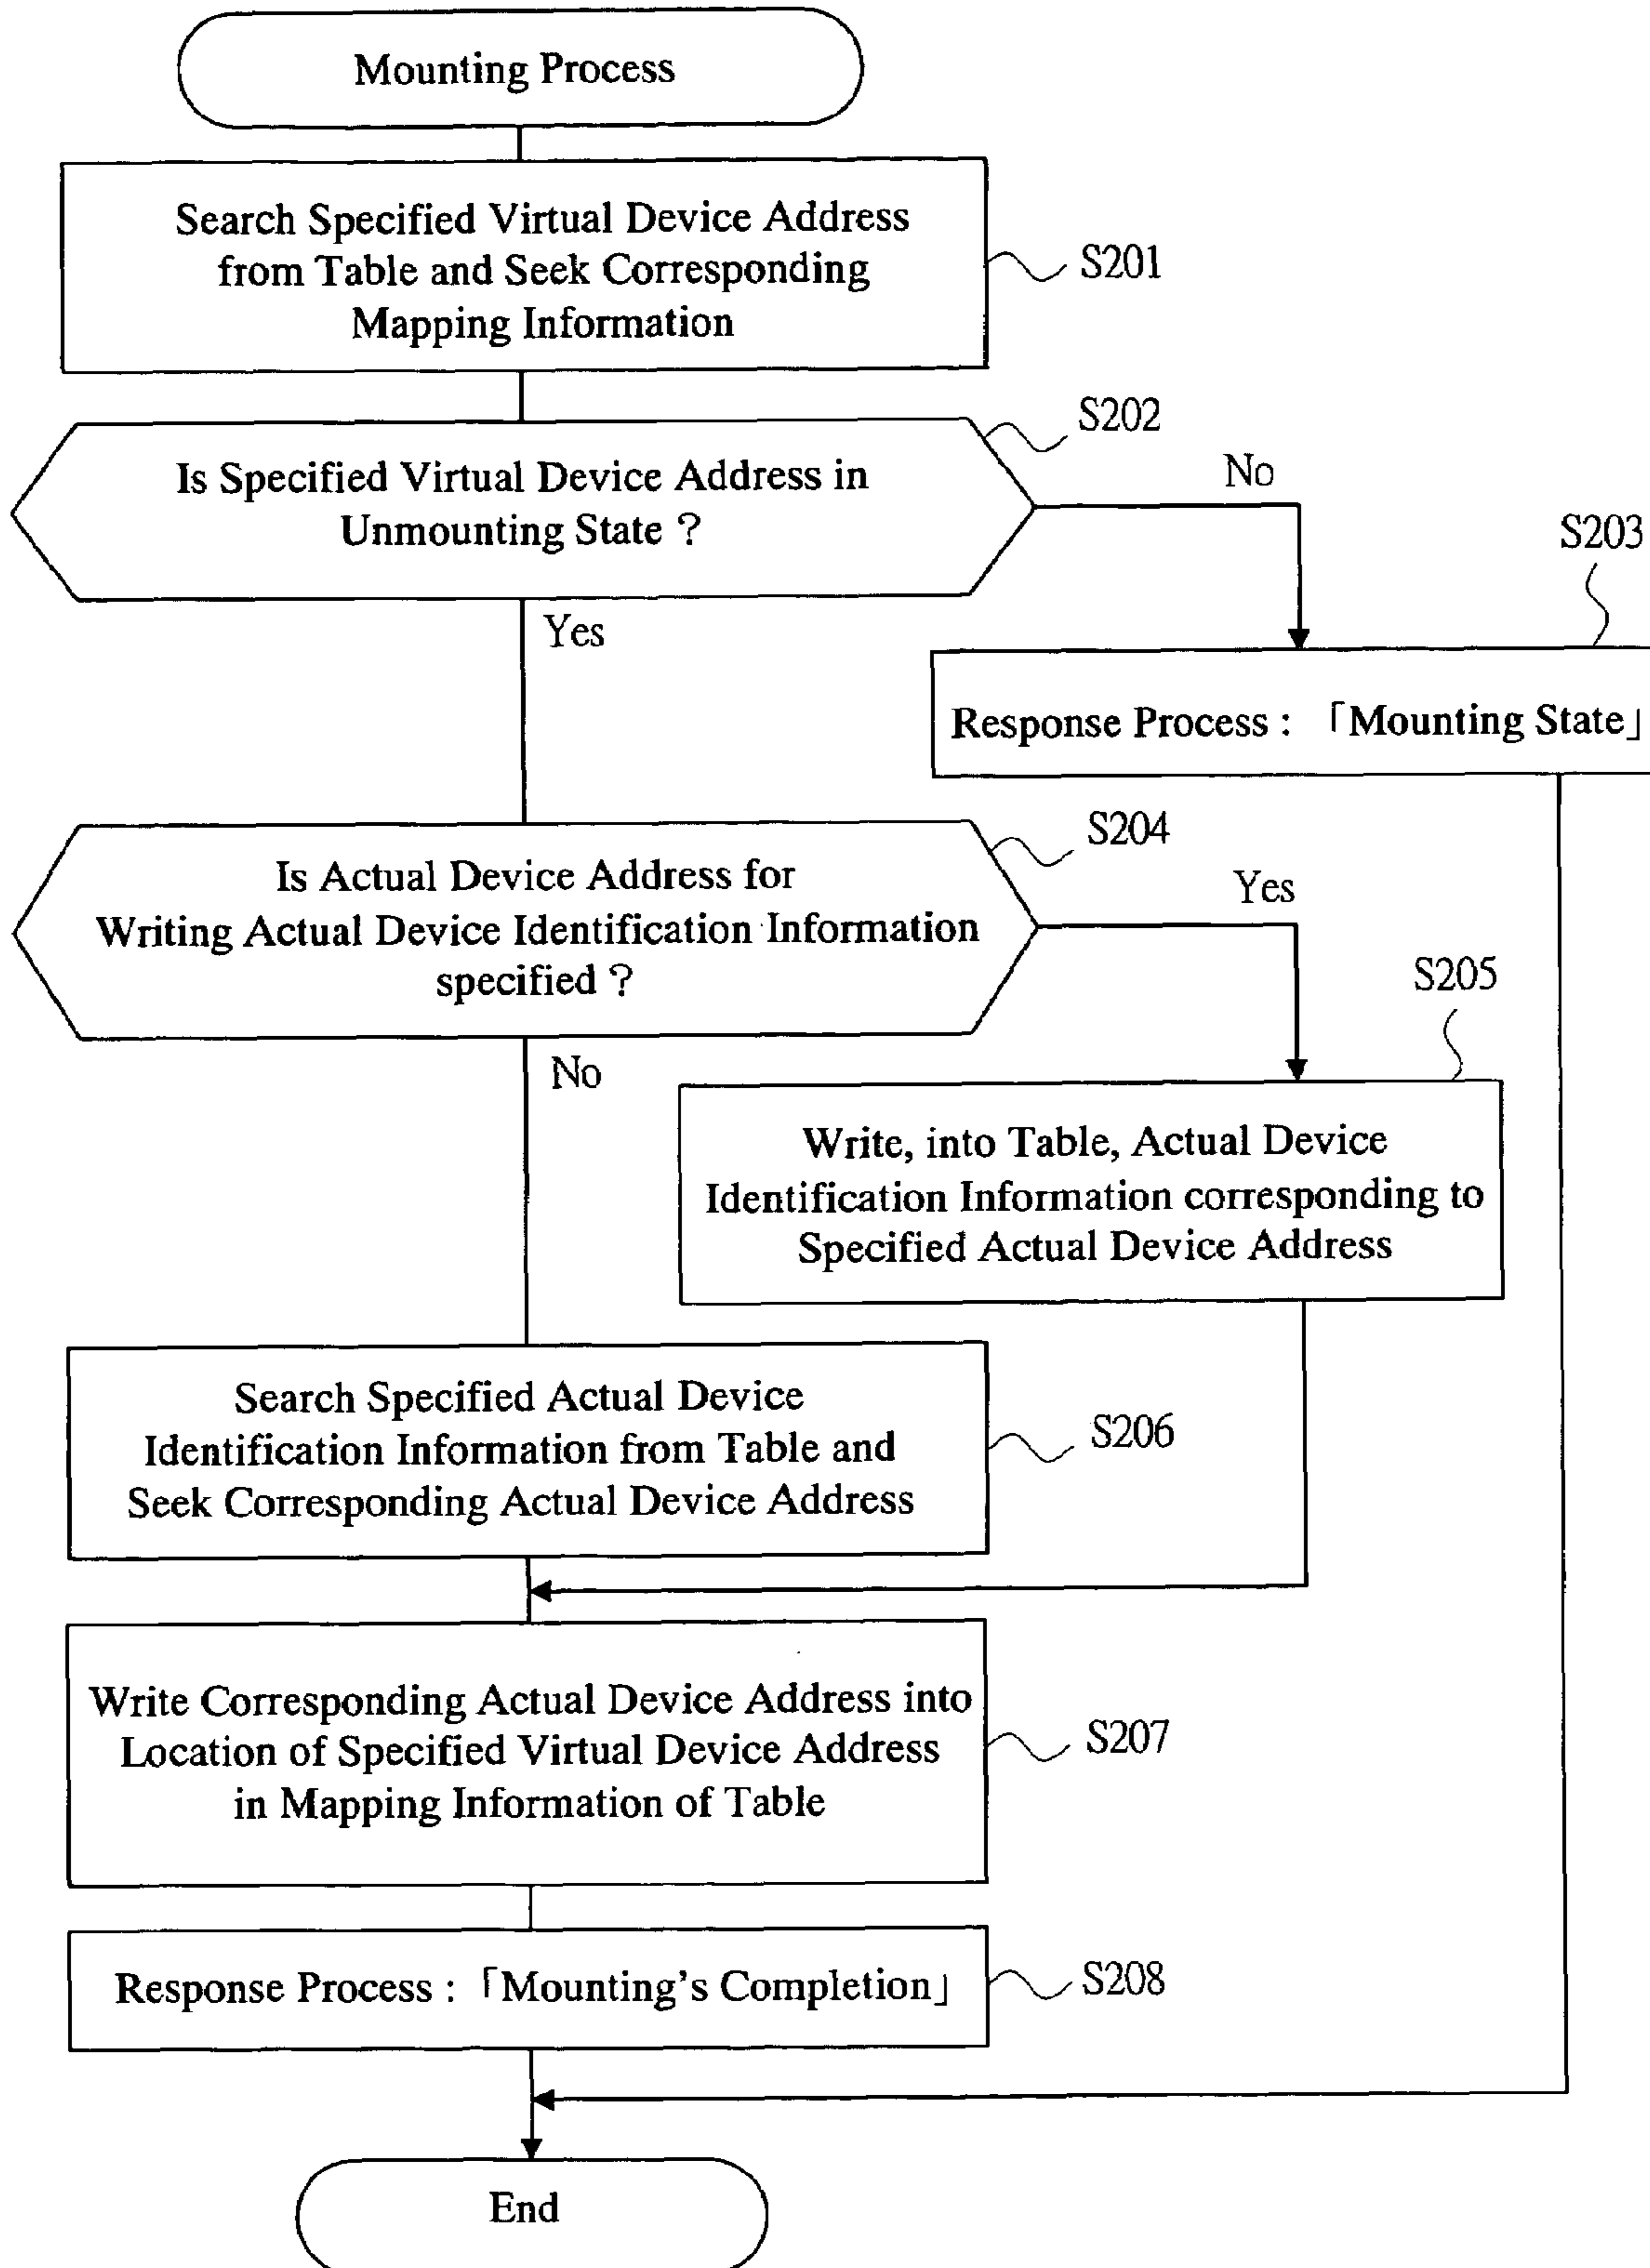 Mounting Process
Search Specified Virtual Device Address
from Table and Seek Corresponding
Mapping Information
S201
S202
Is Specified Virtual Device Address in
Unmounting State ?
No
Yes
S203
Response Process : 「Mounting State」
S204
Is Actual Device Address for
Writing Actual Device Identification Information
specified ?
Yes
No
S205
Write, into Table, Actual Device
Identification Information corresponding to
Specified Actual Device Address
Search Specified Actual Device
Identification Information from Table and
Seek Corresponding Actual Device Address
S206
Write Corresponding Actual Device Address into
Location of Specified Virtual Device Address
in Mapping Information of Table
S207
Response Process : 「Mounting's Completion」
S208
End